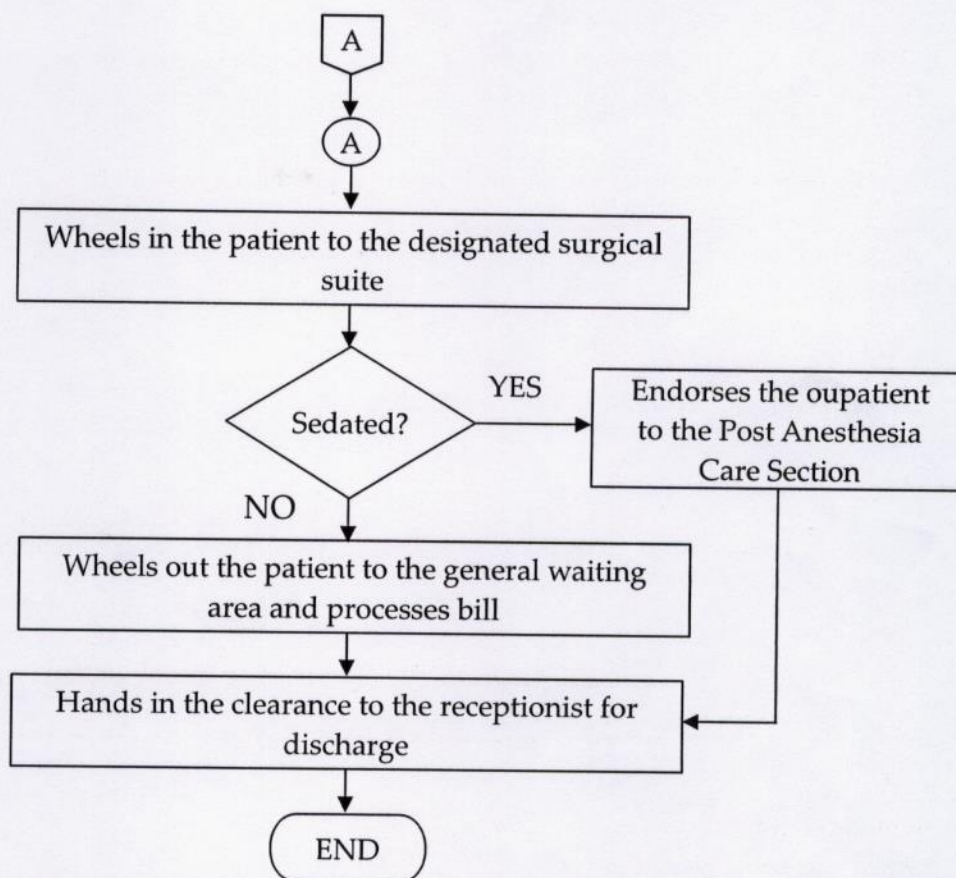 A
A
Wheels in the patient to the designated surgical
suite
Sedated?
YES
Endorses the oupatient
to the Post Anesthesia
Care Section
NO
Wheels out the patient to the general waiting
area and processes bill
Hands in the clearance to the receptionist for
discharge
END